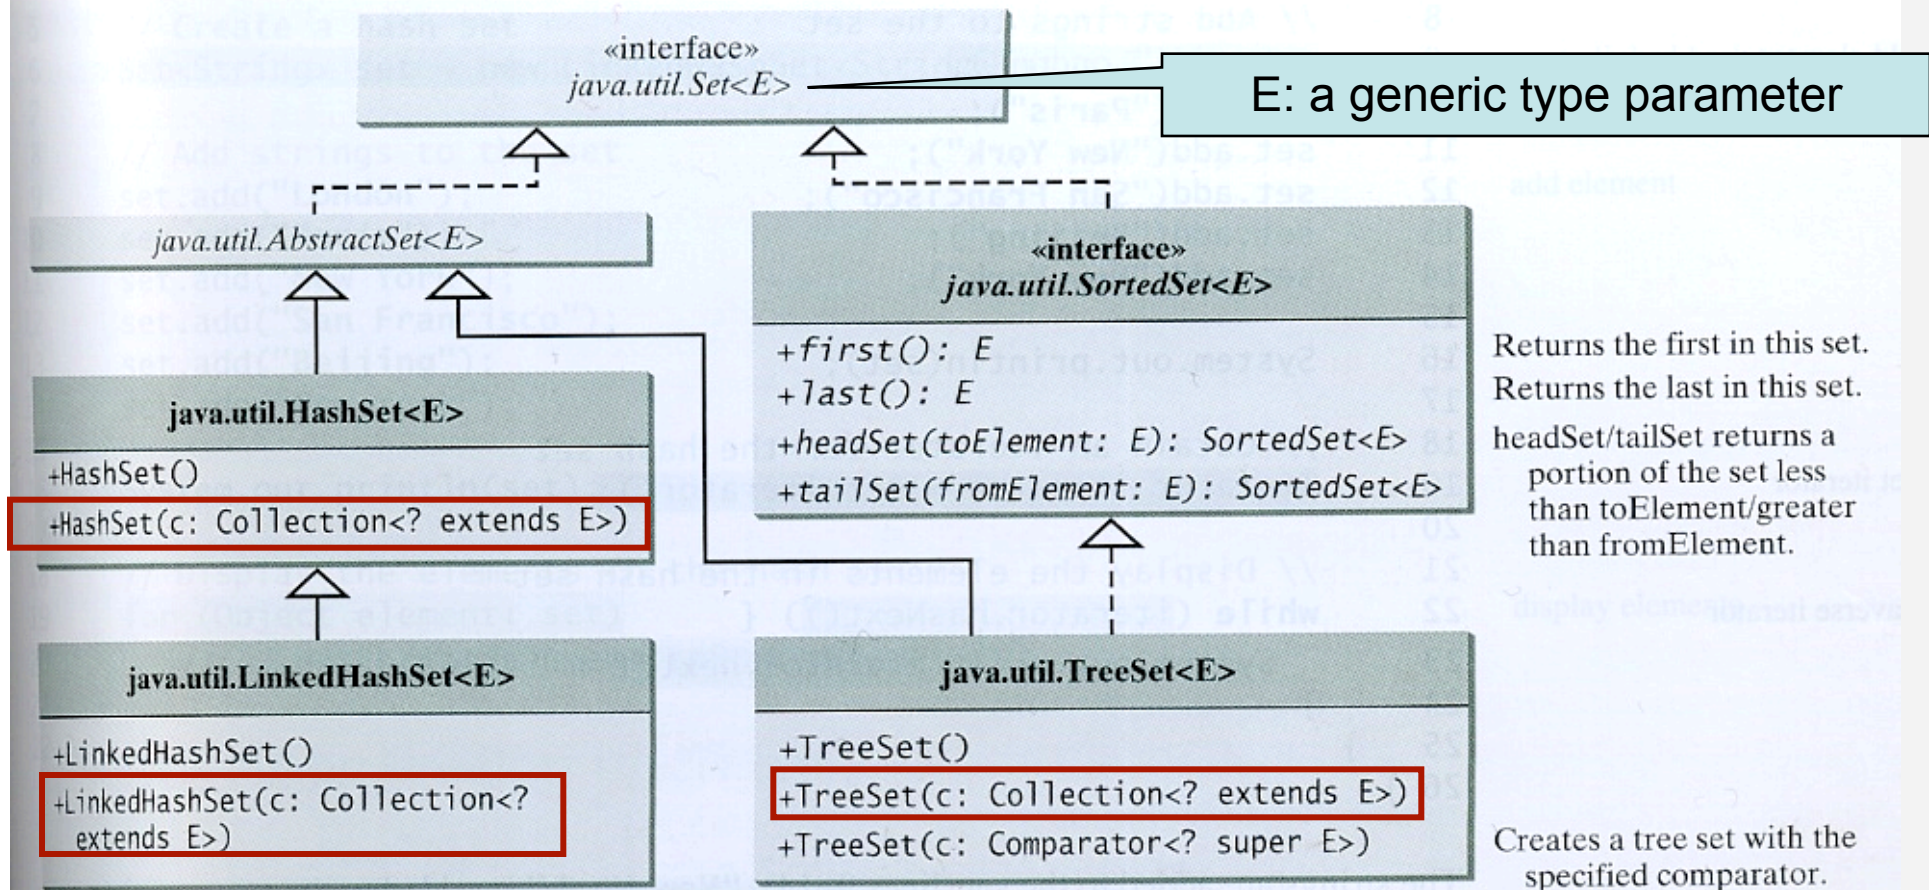 «interface»
java.util.Set<E>
E: a generic type parameter
java.util.AbstractSet<E>
«interface»
java.util.SortedSet<E>
+first(): E
+last(): E
+headSet(toElement: E): SortedSet<E>
+tailSet(fromElement: E): SortedSet<E>
Returns the first in this set.
Returns the last in this set.
headSet/tailSet returns a
portion of the set less
than toElement/greater
than fromElement.
java.util.HashSet<E>
+HashSet()
+HashSet(c: Collection<? extends E>)
java.util.LinkedHashSet<E>
+LinkedHashSet()
+LinkedHashSet(c: Collection<?
extends E>)
java.util.TreeSet<E>
+TreeSet()
+TreeSet(c: Collection<? extends E>)
+TreeSet(c: Comparator<? super E>)
Creates a tree set with the
specified comparator.